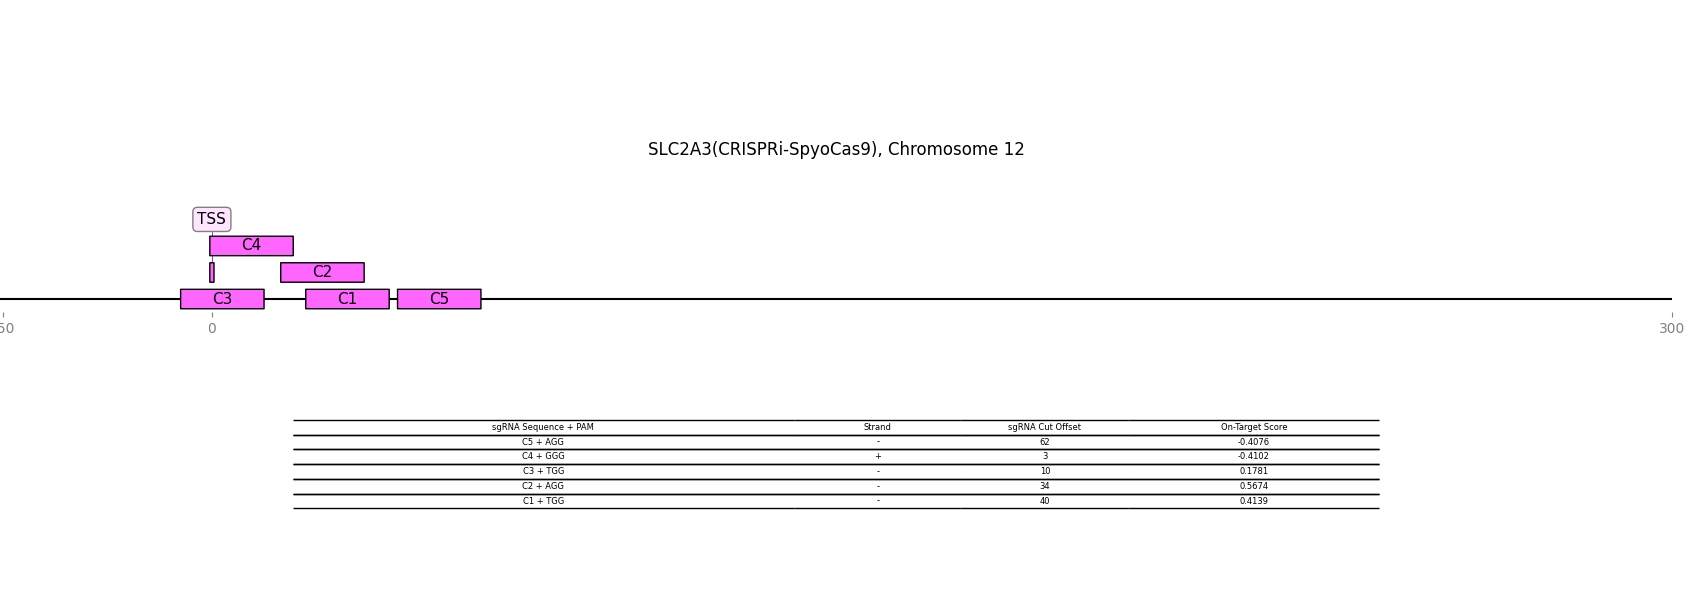 SLC2A3(CRISPRi-SpyoCas9), Chromosome 12
TSS
C4
C2
C3 C1 C5
50 0 300
sgRNA Sequence + PAM Strand sgRNA Cut Offset On-Target Score
C5 + AGG - 62 -0.4076
C4 + GGG + 3 -0.4102
C3 + TGG - 10 0.1781
C2 + AGG - 34 0.5674
C1 + TGG - 40 0.4139